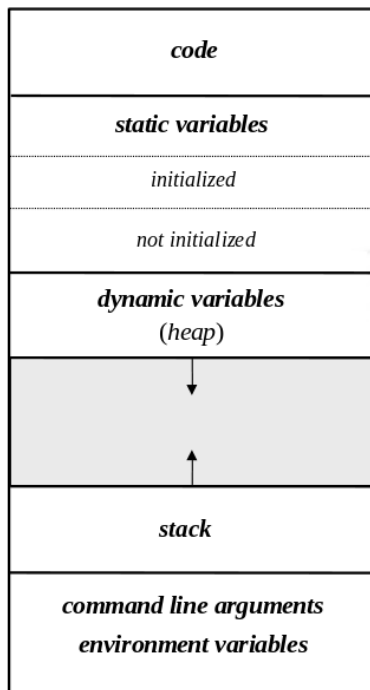 code
static variables
initialized
not initialized
dynamic variables
(heap)
stack
command line arguments
environment variables